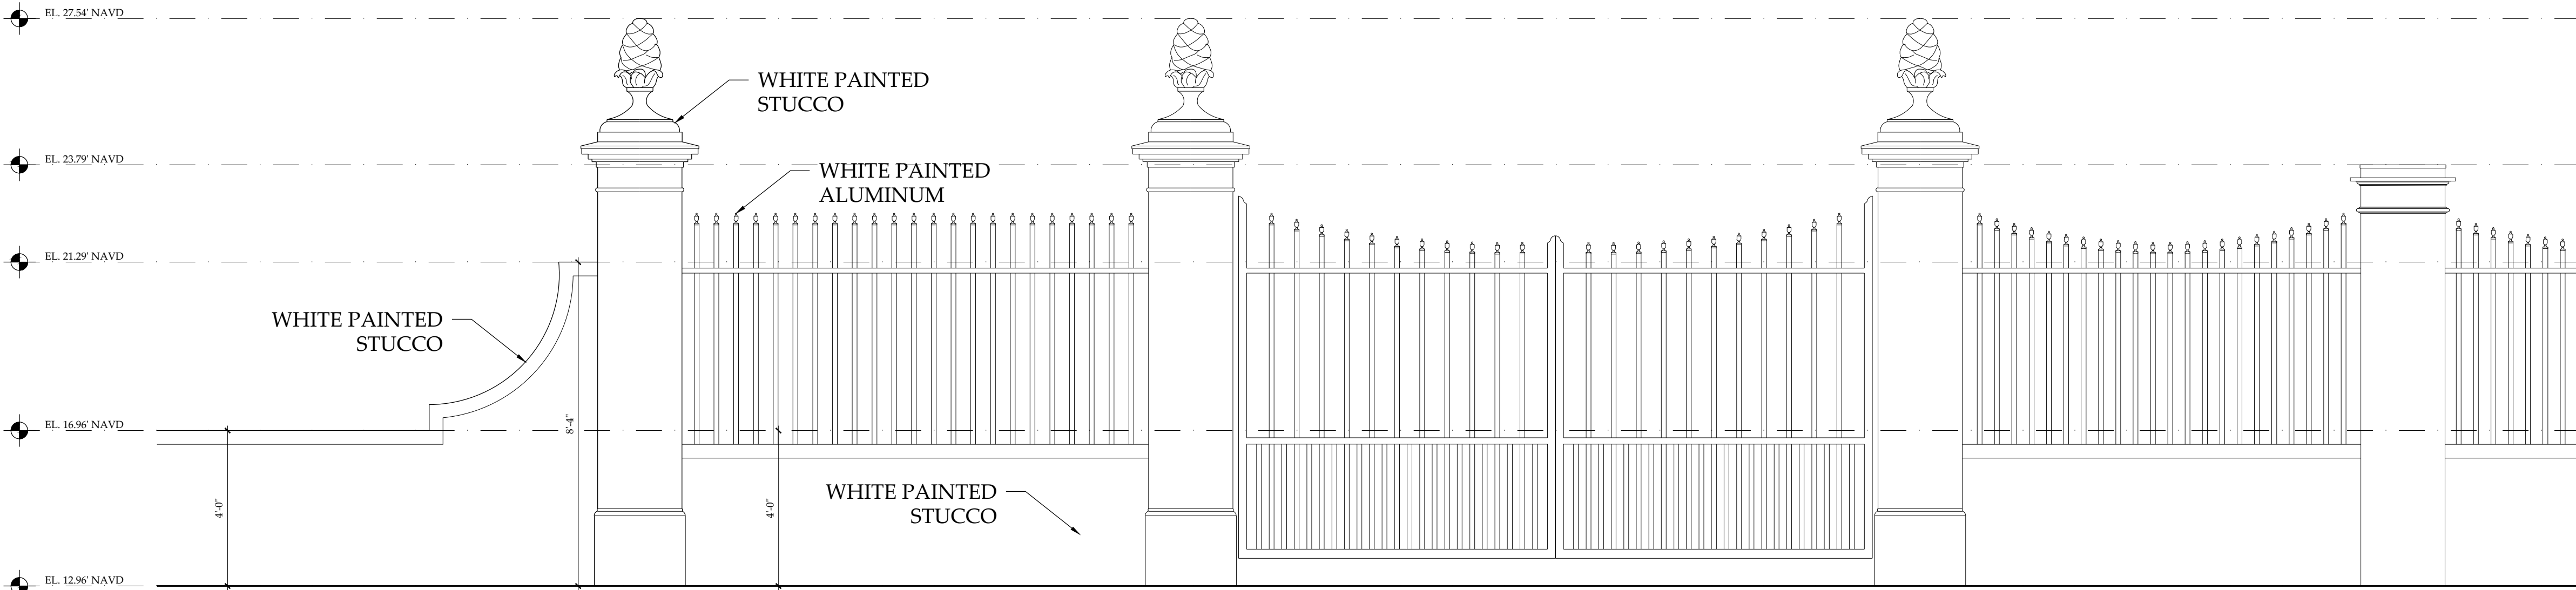 EL. 27.54' NAVD
WHITE PAINTED
STUCCO
EL. 23.79' NAVD
WHITE PAINTED
ALUMINUM
EL. 21.29' NAVD
WHITE PAINTED
STUCCO
EL. 16.96' NAVD
8'-4"
4'-0"
4'-0"
WHITE PAINTED
STUCCO
EL. 12.96' NAVD